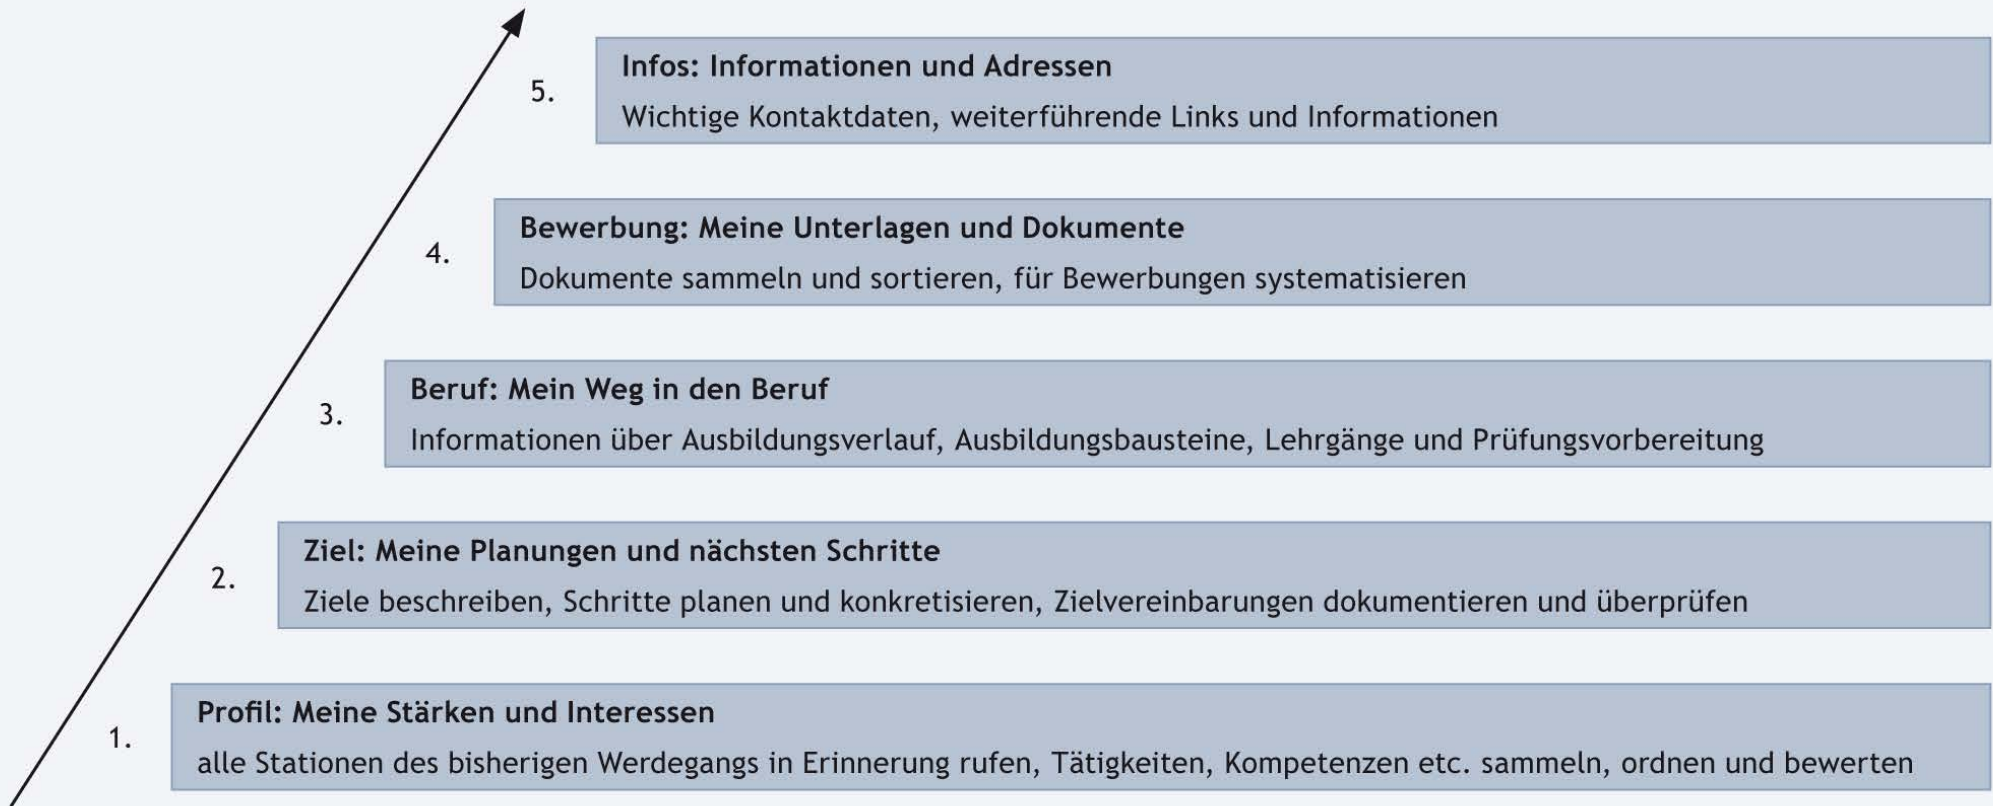 5.
Infos: Informationen und Adressen
Wichtige Kontaktdaten, weiterführende Links und Informationen
4.
Bewerbung: Meine Unterlagen und Dokumente
Dokumente sammeln und sortieren, für Bewerbungen systematisieren
3.
Beruf: Mein Weg in den Beruf
Informationen über Ausbildungsverlauf, Ausbildungsbausteine, Lehrgänge und Prüfungsvorbereitung
2.
Ziel: Meine Planungen und nächsten Schritte
Ziele beschreiben, Schritte planen und konkretisieren, Zielvereinbarungen dokumentieren und überprüfen
1.
Profil: Meine Stärken und Interessen
alle Stationen des bisherigen Werdegangs in Erinnerung rufen, Tätigkeiten, Kompetenzen etc. sammeln, ordnen und bewerten